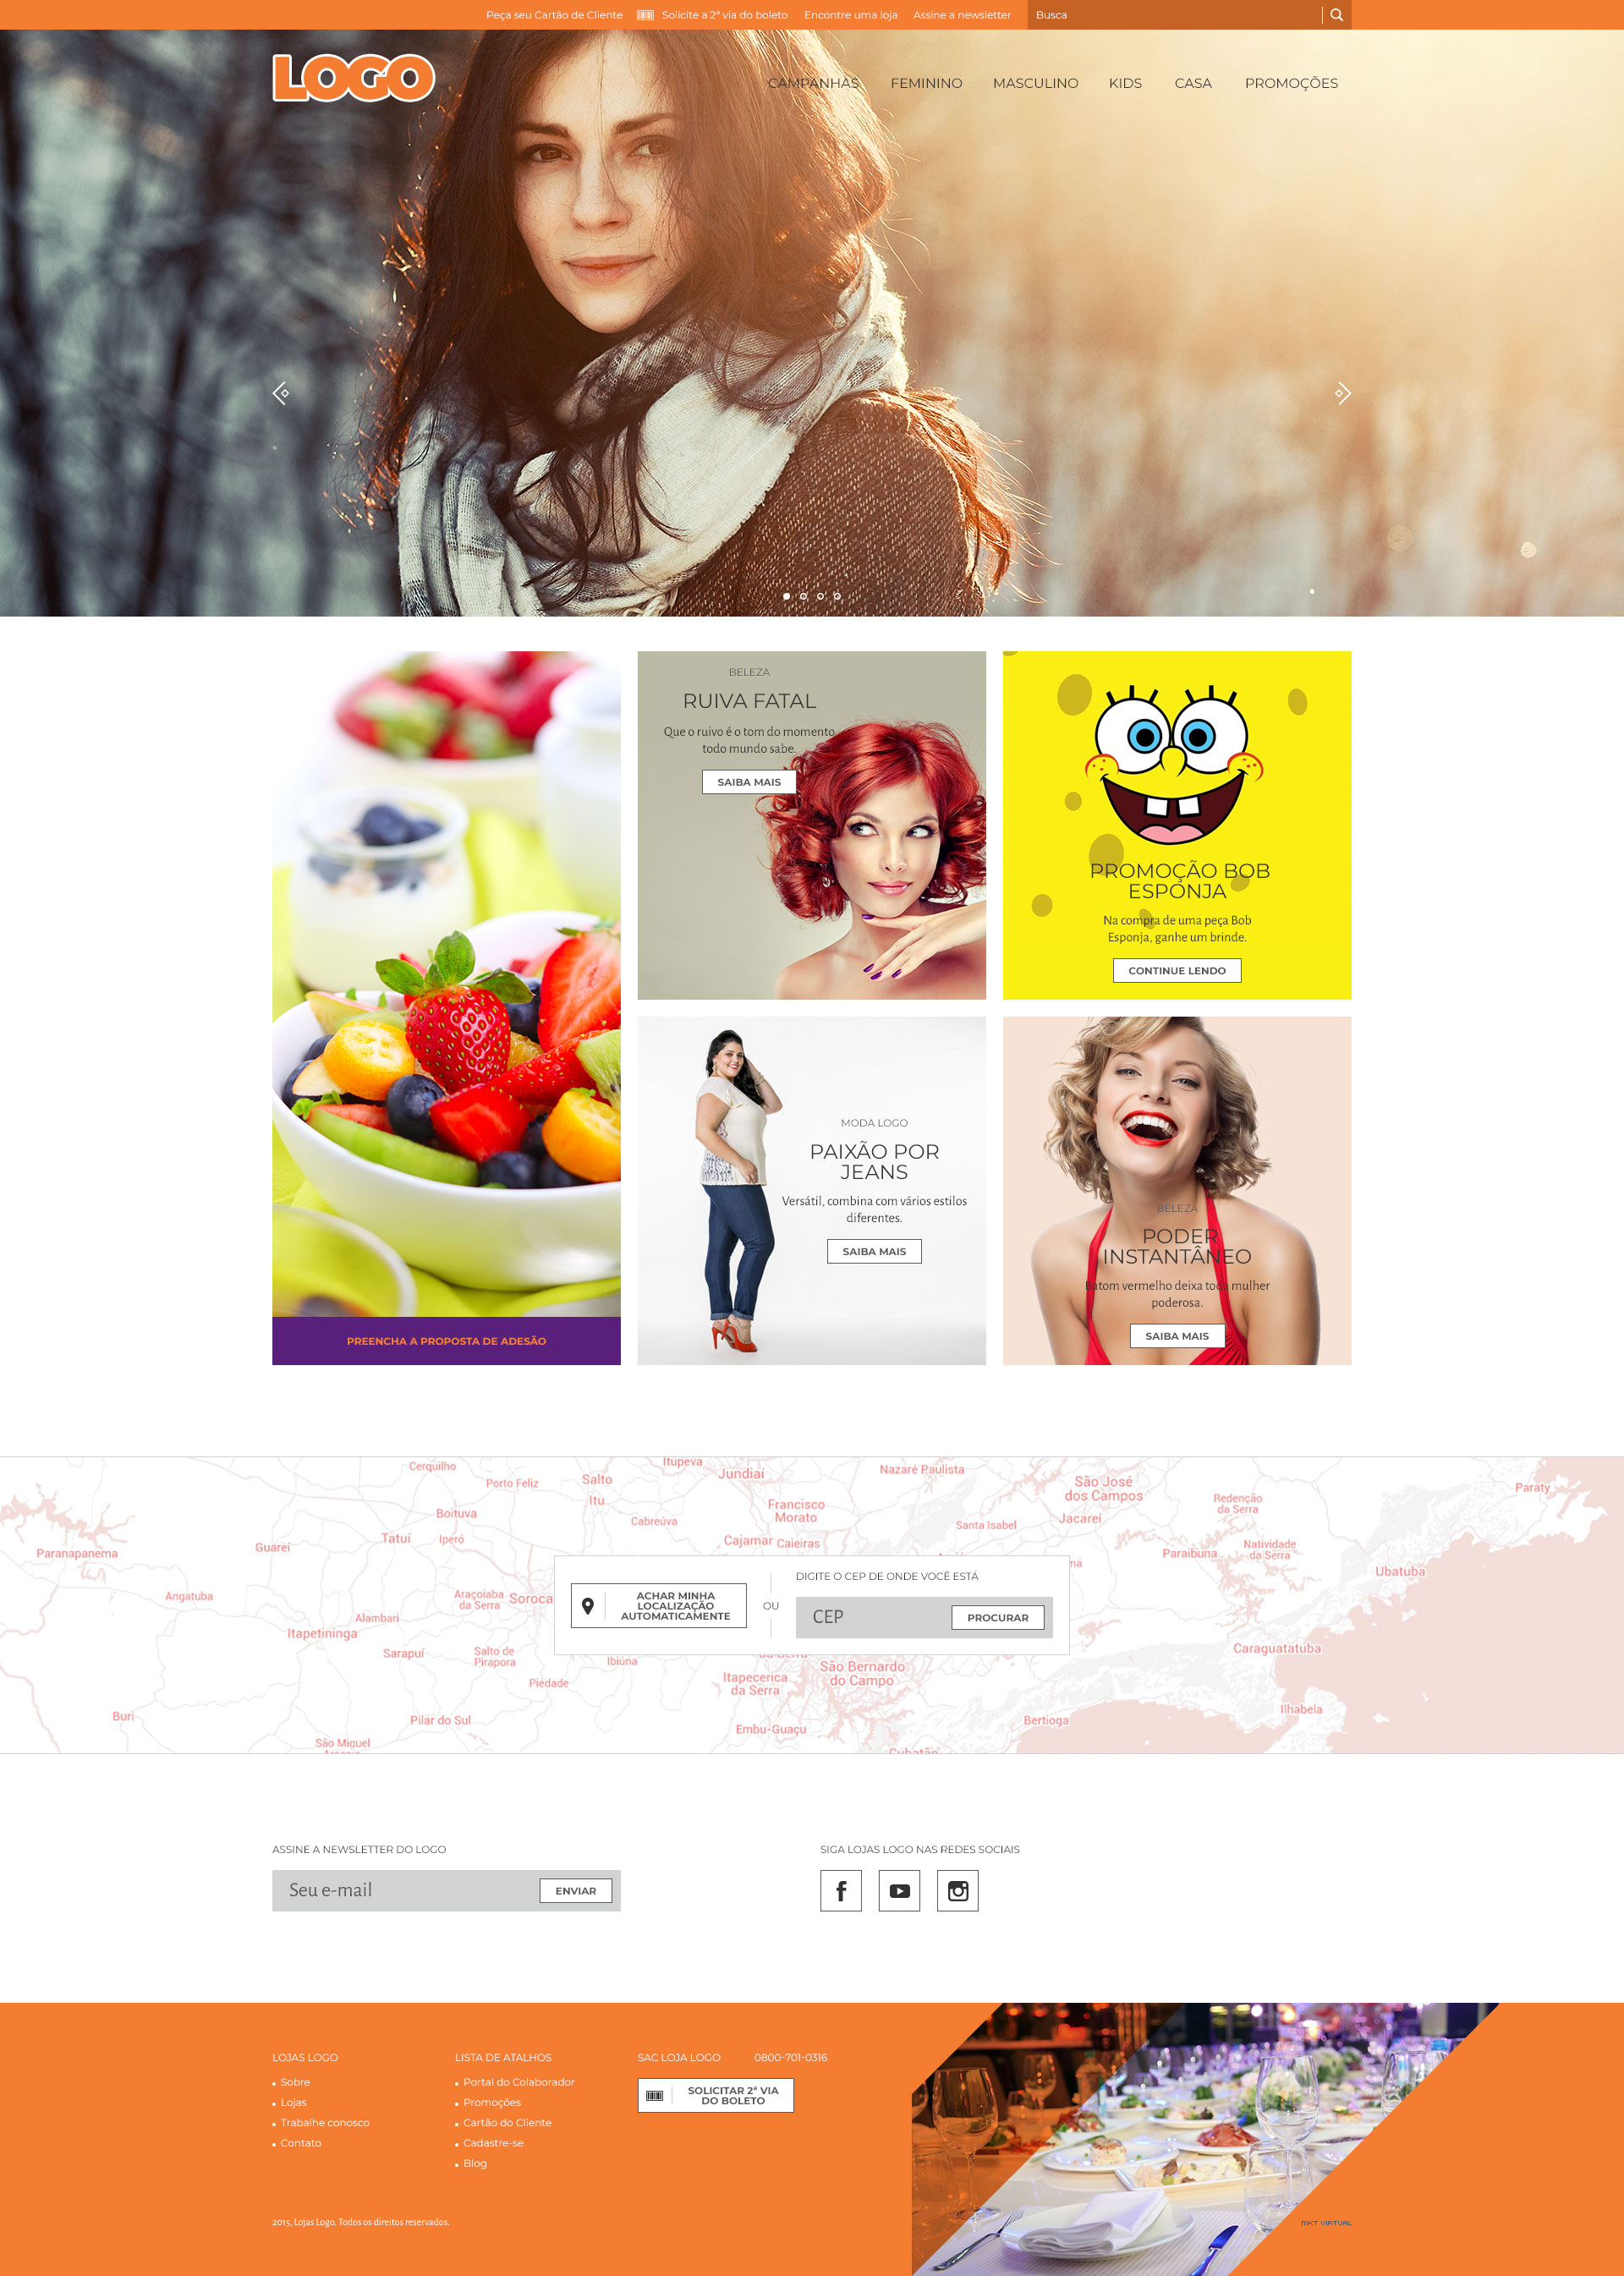 Peça seu Cartão de Cliente
Solicite a 2ª via do boleto
Encontre uma loja
Assine a newsletter
Busca
LOGO
CAMPANHAS
FEMININO
MASCULINO
KIDS
CASA
PROMOÇÕES
BELEZA
RUIVA FATAL
Que o ruivo é o tom do momento
todo mundo sabe.
SAIBA MAIS
PROMOÇÃO BOB
ESPONJA
Na compra de uma peça Bob
Esponja, ganhe um brinde.
CONTINUE LENDO
PREENCHA A PROPOSTA DE ADESÃO
MODA LOGO
PAIXÃO POR
JEANS
Versátil, combina com vários estilos
diferentes.
SAIBA MAIS
BELEZA
PODER
INSTANTÂNEO
Batom vermelho deixa toda mulher
poderosa.
SAIBA MAIS
Cerquilho
Porto Feliz
Salto
Itu
Itupeva
Jundiaí
Nazaré Paulista
São José
dos Campos
Paraty
Boituva
Cabreúva
Francisco
Morato
Santa Isabel
Jacareí
Redenção
da Serra
Paranapanema
Guareí
Tatuí
Iperó
Cajamar
Caieiras
Paraibuna
Natividade
da Serra
Ubatuba
Angatuba
Araçoiaba
da Serra
Soroca
Alambari
Itapetininga
Sarapuí
Salto de
Pirapora
Ibiúna
ACHAR MINHA
LOCALIZAÇÃO
AUTOMATICAMENTE
OU
DIGITE O CEP DE ONDE VOCÊ ESTÁ
CEP
PROCURAR
da Serra
São Bernardo
do Campo
Caraguatatuba
Piedade
Itapecerica
da Serra
Buri
Pilar do Sul
Embu-Guaçu
Bertioga
Ilhabela
São Miguel
Cubatão
ASSINE A NEWSLETTER DO LOGO
Seu e-mail
ENVIAR
SIGA LOJAS LOGO NAS REDES SOCIAIS
LOJAS LOGO
Sobre
Lojas
Trabalhe conosco
Contato
LISTA DE ATALHOS
Portal do Colaborador
Promoções
Cartão do Cliente
Cadastre-se
Blog
SAC LOJA LOGO
0800-701-0316
SOLICITAR 2ª VIA
DO BOLETO
2015, Lojas Logo. Todos os direitos reservados.
MKT VIRTUAL